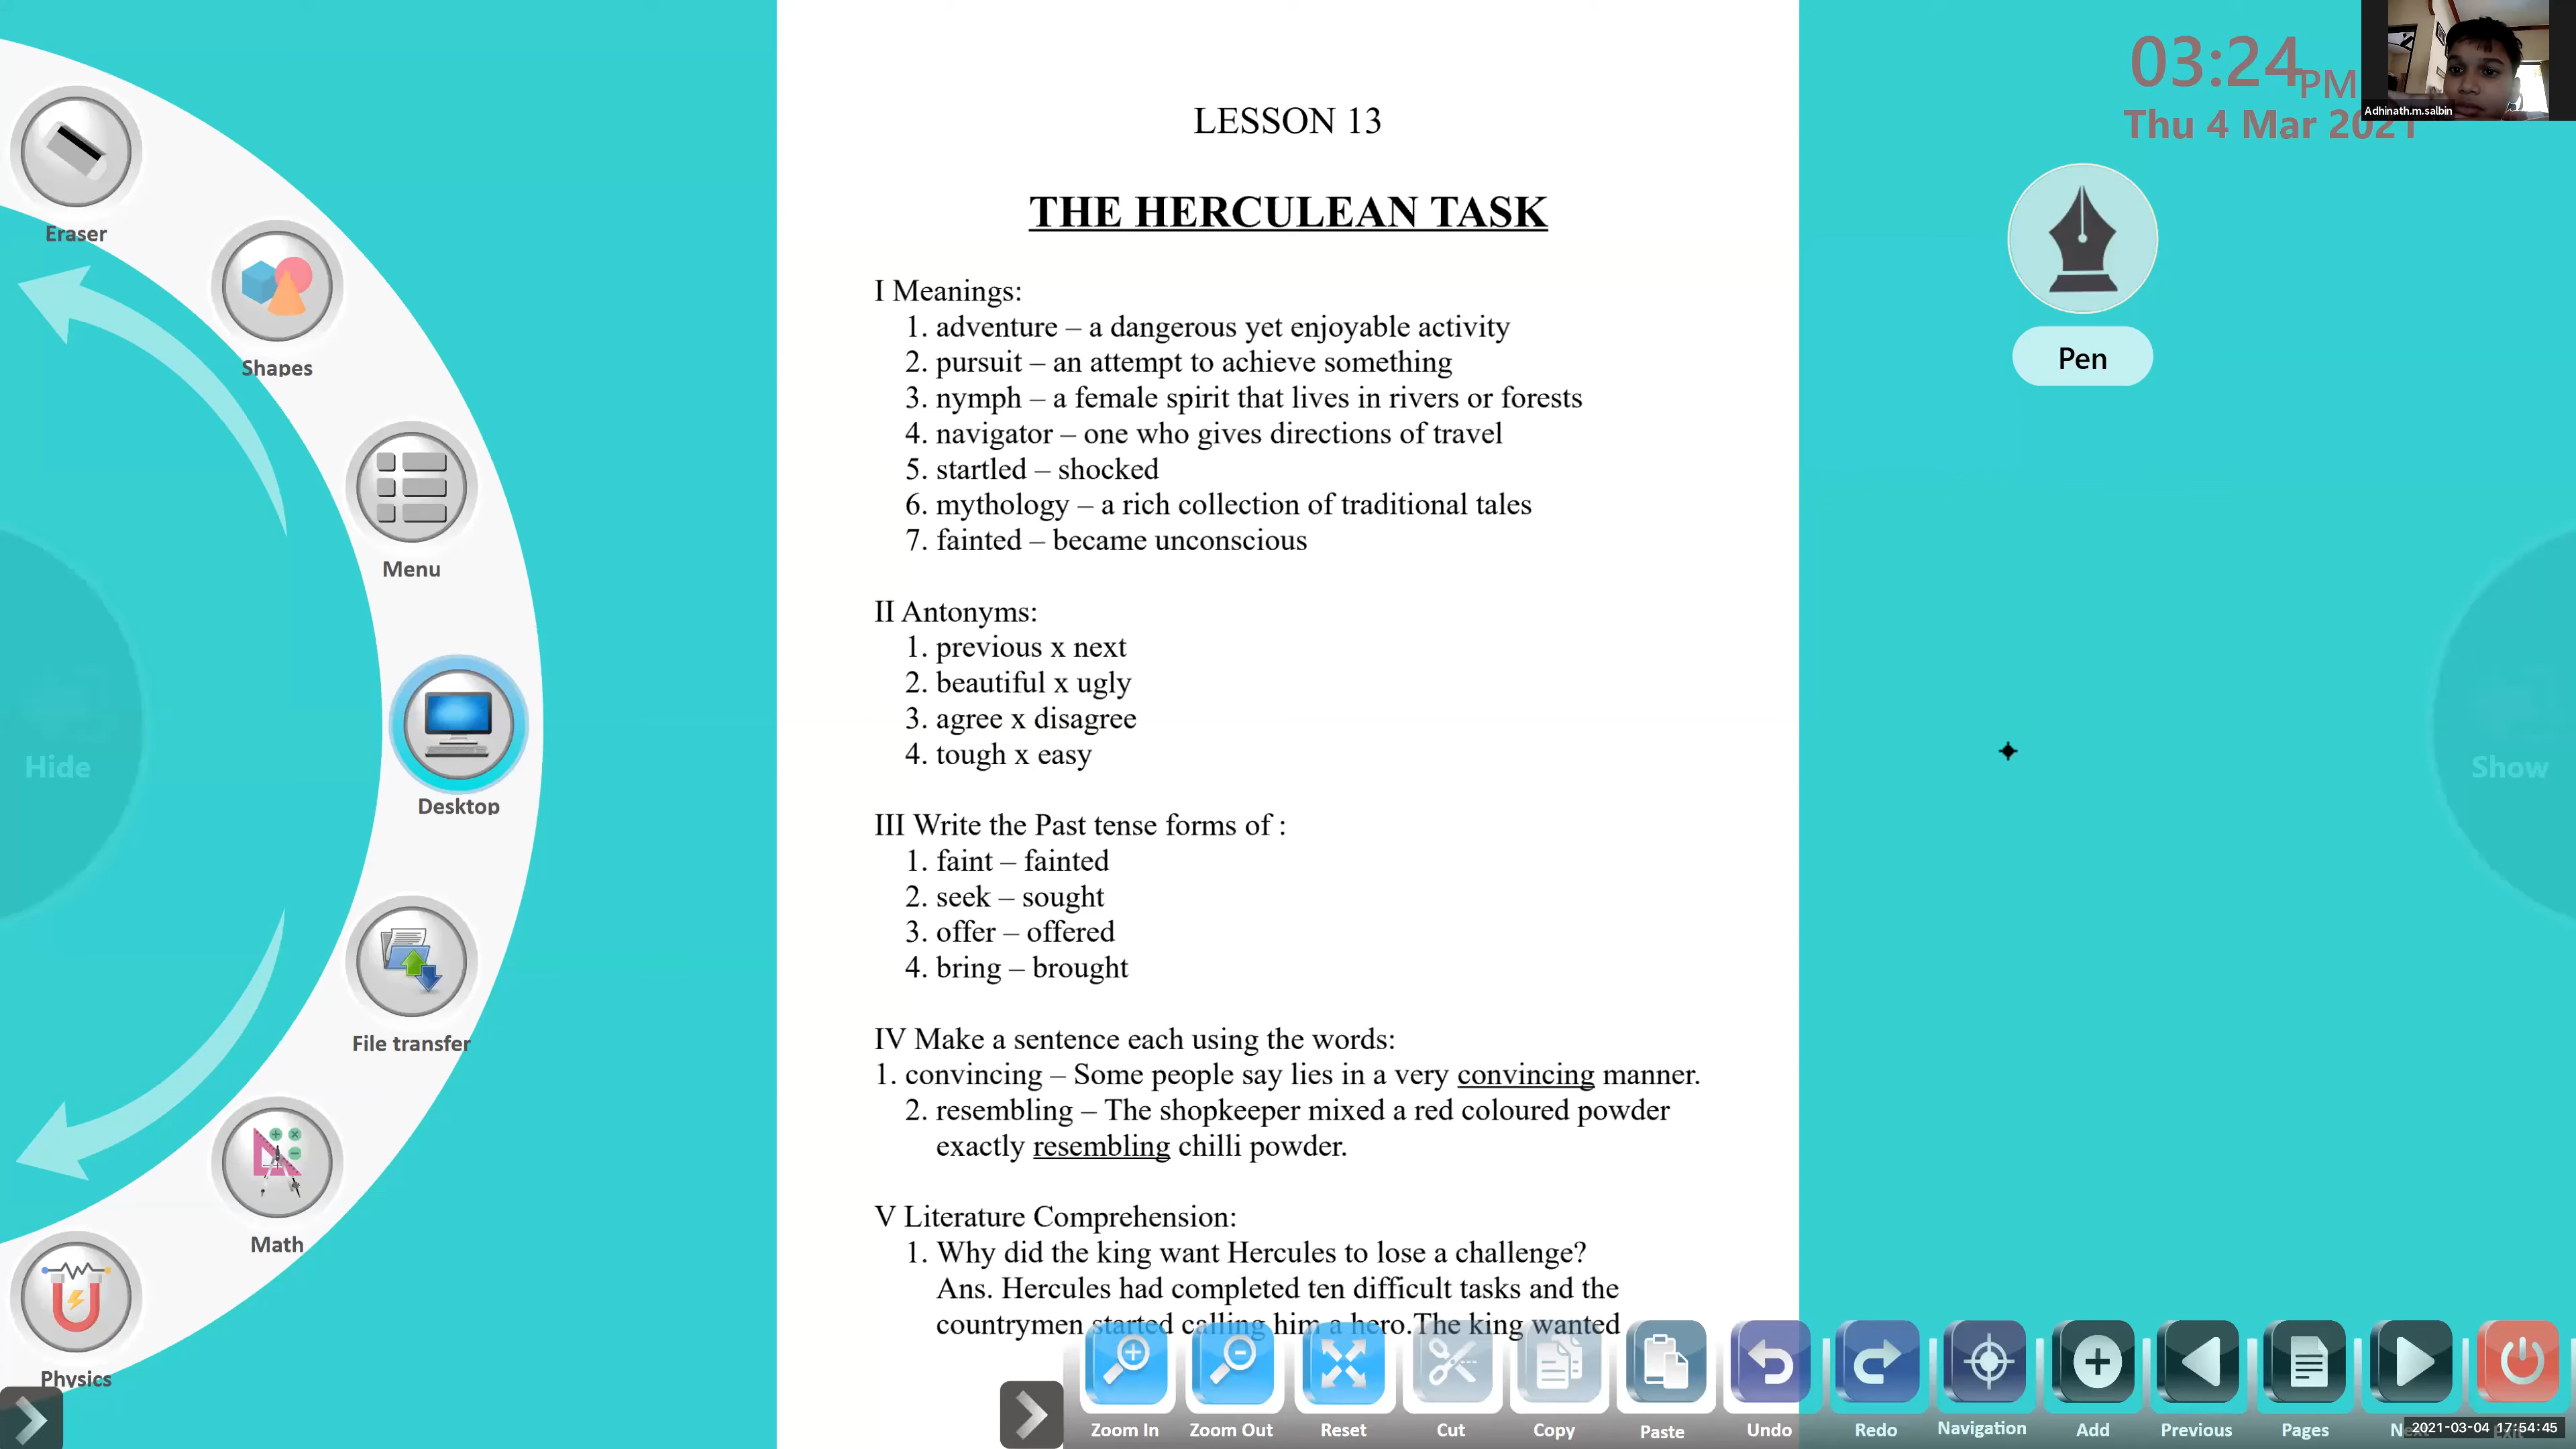 LESSON 13
THE HERCULEAN TASK
I Meanings:
1. adventure – a dangerous yet enjoyable activity
2. pursuit – an attempt to achieve something
3. nymph – a female spirit that lives in rivers or forests
4. navigator – one who gives directions of travel
5. startled – shocked
6. mythology – a rich collection of traditional tales
7. fainted – became unconscious
II Antonyms:
1. previous x next
2. beautiful x ugly
3. agree x disagree
4. tough x easy
III Write the Past tense forms of :
1. faint – fainted
2. seek – sought
3. offer – offered
4. bring – brought
IV Make a sentence each using the words:
1. convincing – Some people say lies in a very convincing manner.
2. resembling – The shopkeeper mixed a red coloured powder
exactly resembling chilli powder.
V Literature Comprehension:
1. Why did the king want Hercules to lose a challenge?
Ans. Hercules had completed ten difficult tasks and the
countrymen started calling him a hero.The king wanted
Eraser
Shapes
Menu
Desktop
File transfer
Math
Physics
Hide
03:24 PM
Thu 4 Mar 2021
Adhinath.m.salbin
Pen
Show
Zoom In
Zoom Out
Reset
Cut
Copy
Paste
Undo
Redo
Navigation
Add
Previous
Pages
2021-03-04 17:54:45